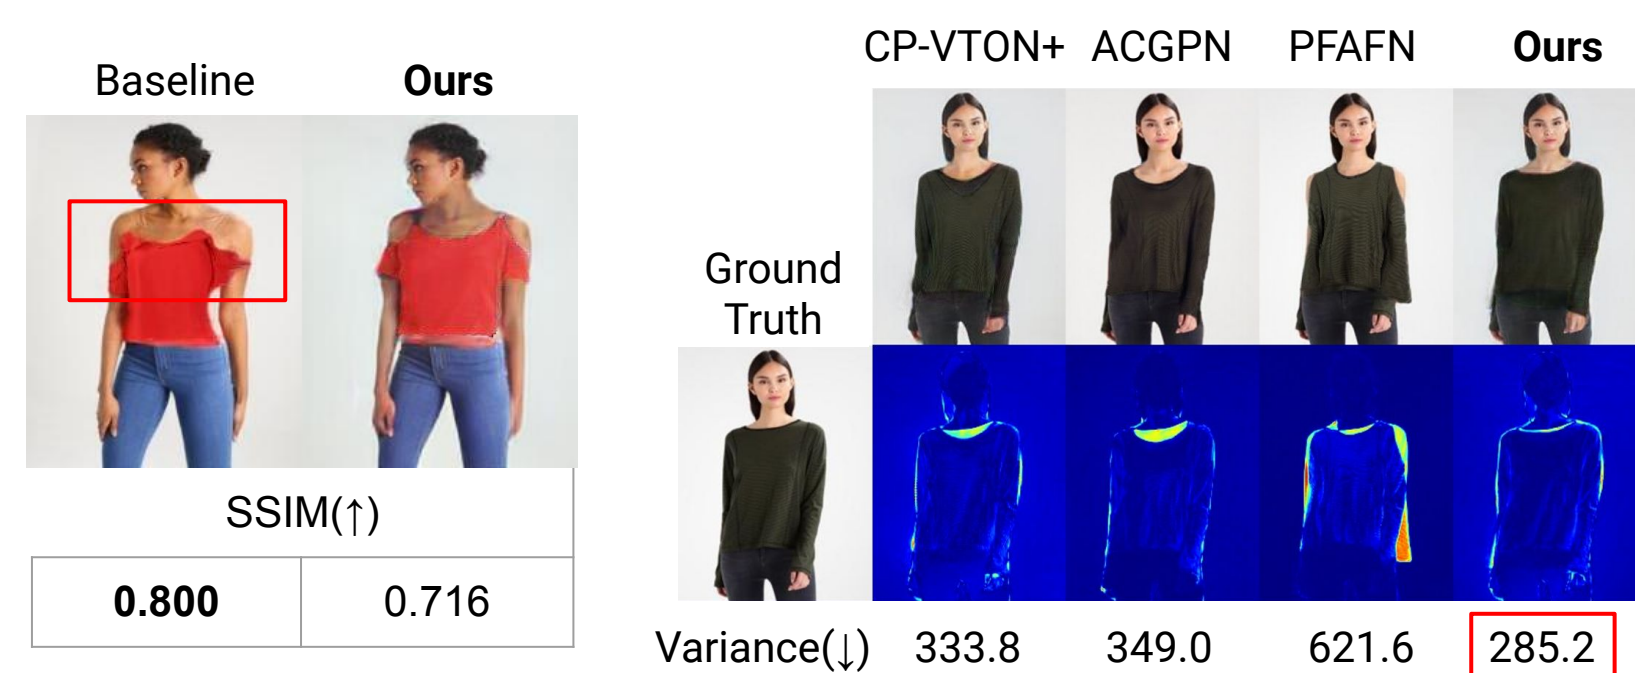 Baseline Ours
SSIM(↑)
0.800 0.716
CP-VTON+ ACGPN PFAFN Ours
Ground
Truth
Variance(↓) 333.8 349.0 621.6 285.2